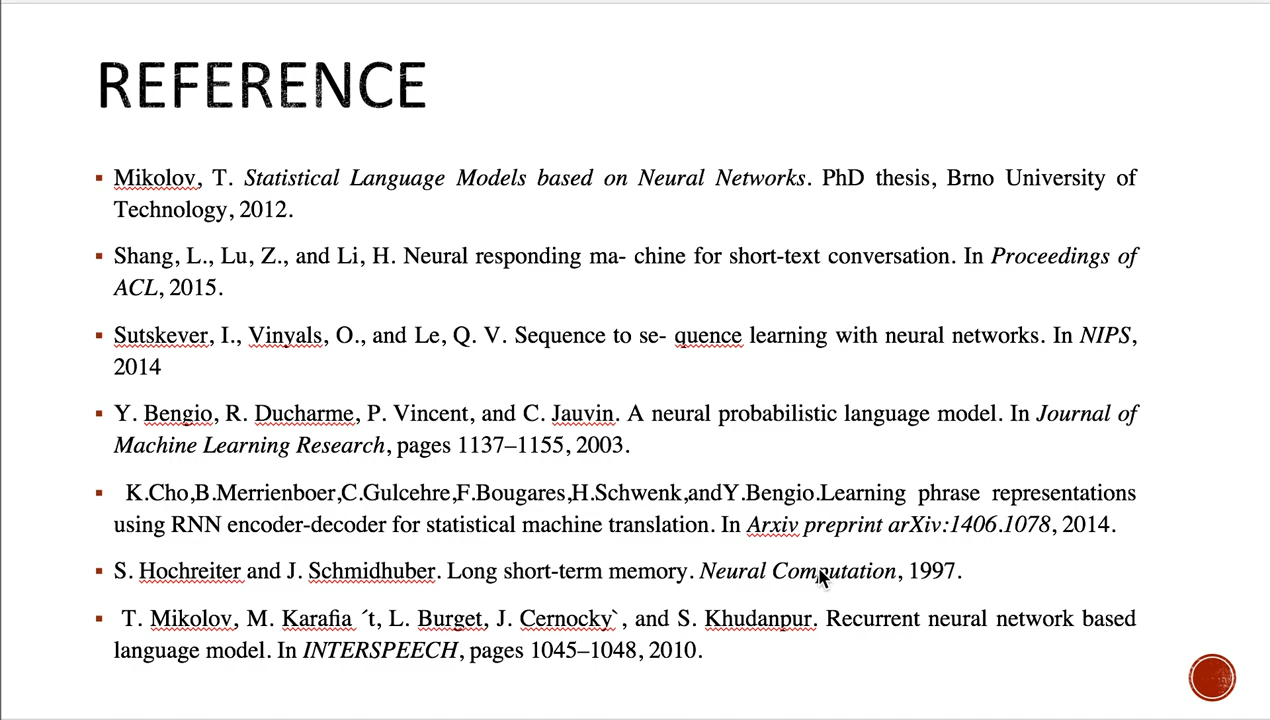 REFERENCE
Mikolov, T. Statistical Language Models based on Neural Networks. PhD thesis, Brno University of
Technology, 2012.
Shang, L., Lu, Z., and Li, H. Neural responding ma- chine for short-text conversation. In Proceedings of
ACL, 2015.
Sutskever, I., Vinyals, O., and Le, Q. V. Sequence to se- quence learning with neural networks. In NIPS,
2014
Y. Bengio, R. Ducharme, P. Vincent, and C. Jauvin. A neural probabilistic language model. In Journal of
Machine Learning Research, pages 1137–1155, 2003.
K.Cho,B.Merrienboer,C.Gulcehre,F.Bougares,H.Schwenk,andY.Bengio.Learning phrase representations
using RNN encoder-decoder for statistical machine translation. In Arxiv preprint arXiv:1406.1078, 2014.
S. Hochreiter and J. Schmidhuber. Long short-term memory. Neural Computation, 1997.
T. Mikolov, M. Karafia ´t, L. Burget, J. Cernocky`, and S. Khudanpur. Recurrent neural network based
language model. In INTERSPEECH, pages 1045–1048, 2010.